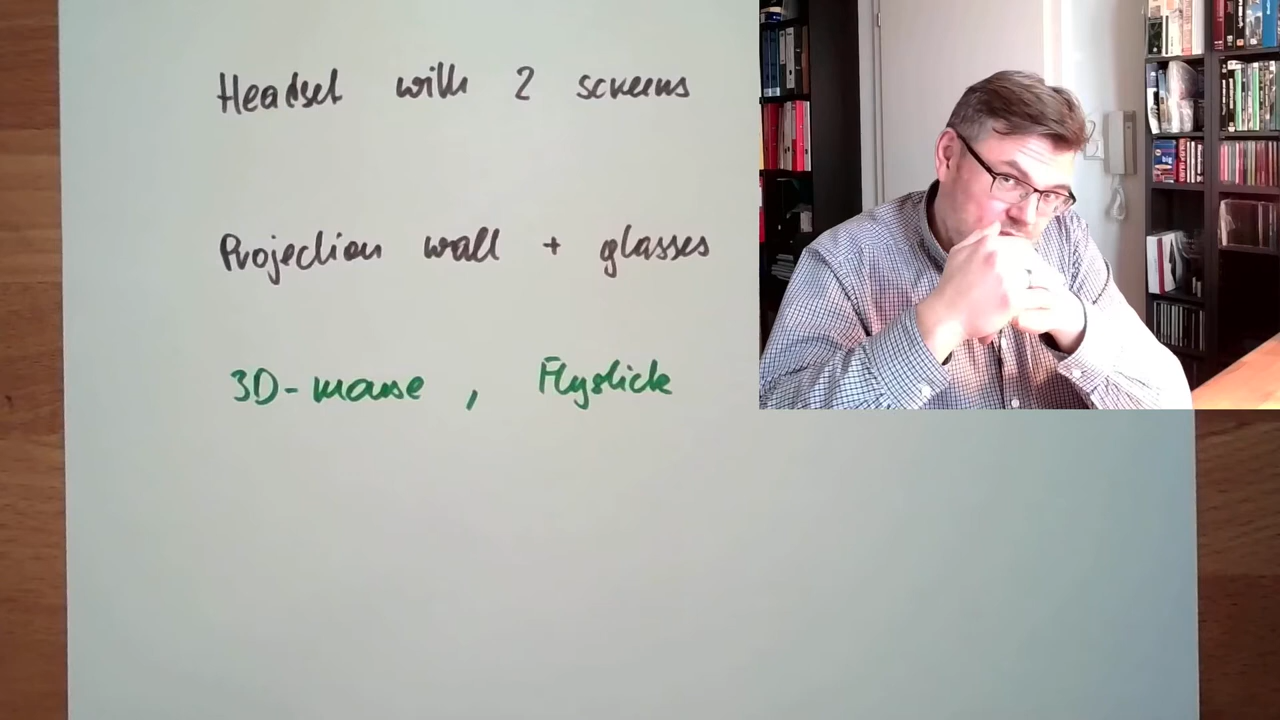 Headset with 2 screens
Projection wall + glasses
3D-mouse , Flystick